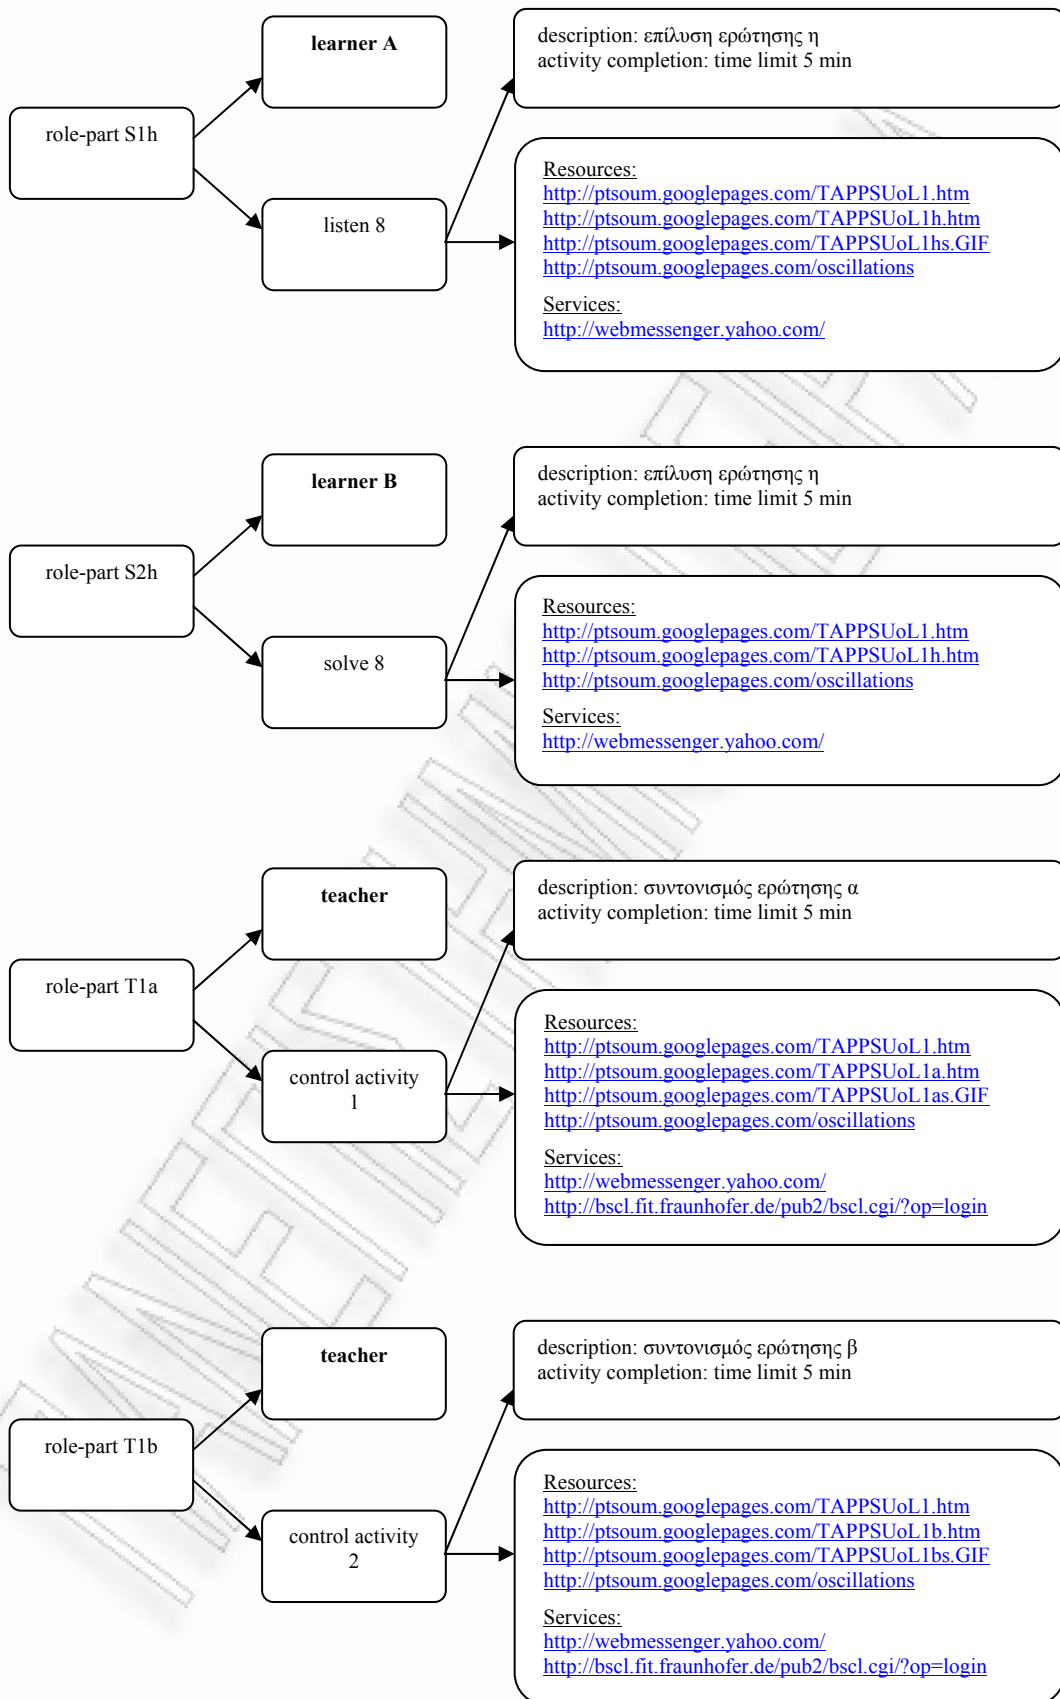 learner A
description: επίλυση ερώτησης η
activity completion: time limit 5 min
role-part S1h
listen 8
Resources:
http://ptsoum.googlepages.com/TAPPSUoL1.htm
http://ptsoum.googlepages.com/TAPPSUoL1h.htm
http://ptsoum.googlepages.com/TAPPSUoL1hs.GIF
http://ptsoum.googlepages.com/oscillations
Services:
http://webmessenger.yahoo.com/
learner B
description: επίλυση ερώτησης η
activity completion: time limit 5 min
role-part S2h
solve 8
Resources:
http://ptsoum.googlepages.com/TAPPSUoL1.htm
http://ptsoum.googlepages.com/TAPPSUoL1h.htm
http://ptsoum.googlepages.com/oscillations
Services:
http://webmessenger.yahoo.com/
teacher
description: συντονισμός ερώτησης α
activity completion: time limit 5 min
role-part T1a
control activity
1
Resources:
http://ptsoum.googlepages.com/TAPPSUoL1.htm
http://ptsoum.googlepages.com/TAPPSUoL1a.htm
http://ptsoum.googlepages.com/TAPPSUoL1as.GIF
http://ptsoum.googlepages.com/oscillations
Services:
http://webmessenger.yahoo.com/
http://bscl.fit.fraunhofer.de/pub2/bscl.cgi/?op=login
teacher
description: συντονισμός ερώτησης β
activity completion: time limit 5 min
role-part T1b
control activity
2
Resources:
http://ptsoum.googlepages.com/TAPPSUoL1.htm
http://ptsoum.googlepages.com/TAPPSUoL1b.htm
http://ptsoum.googlepages.com/TAPPSUoL1bs.GIF
http://ptsoum.googlepages.com/oscillations
Services:
http://webmessenger.yahoo.com/
http://bscl.fit.fraunhofer.de/pub2/bscl.cgi/?op=login